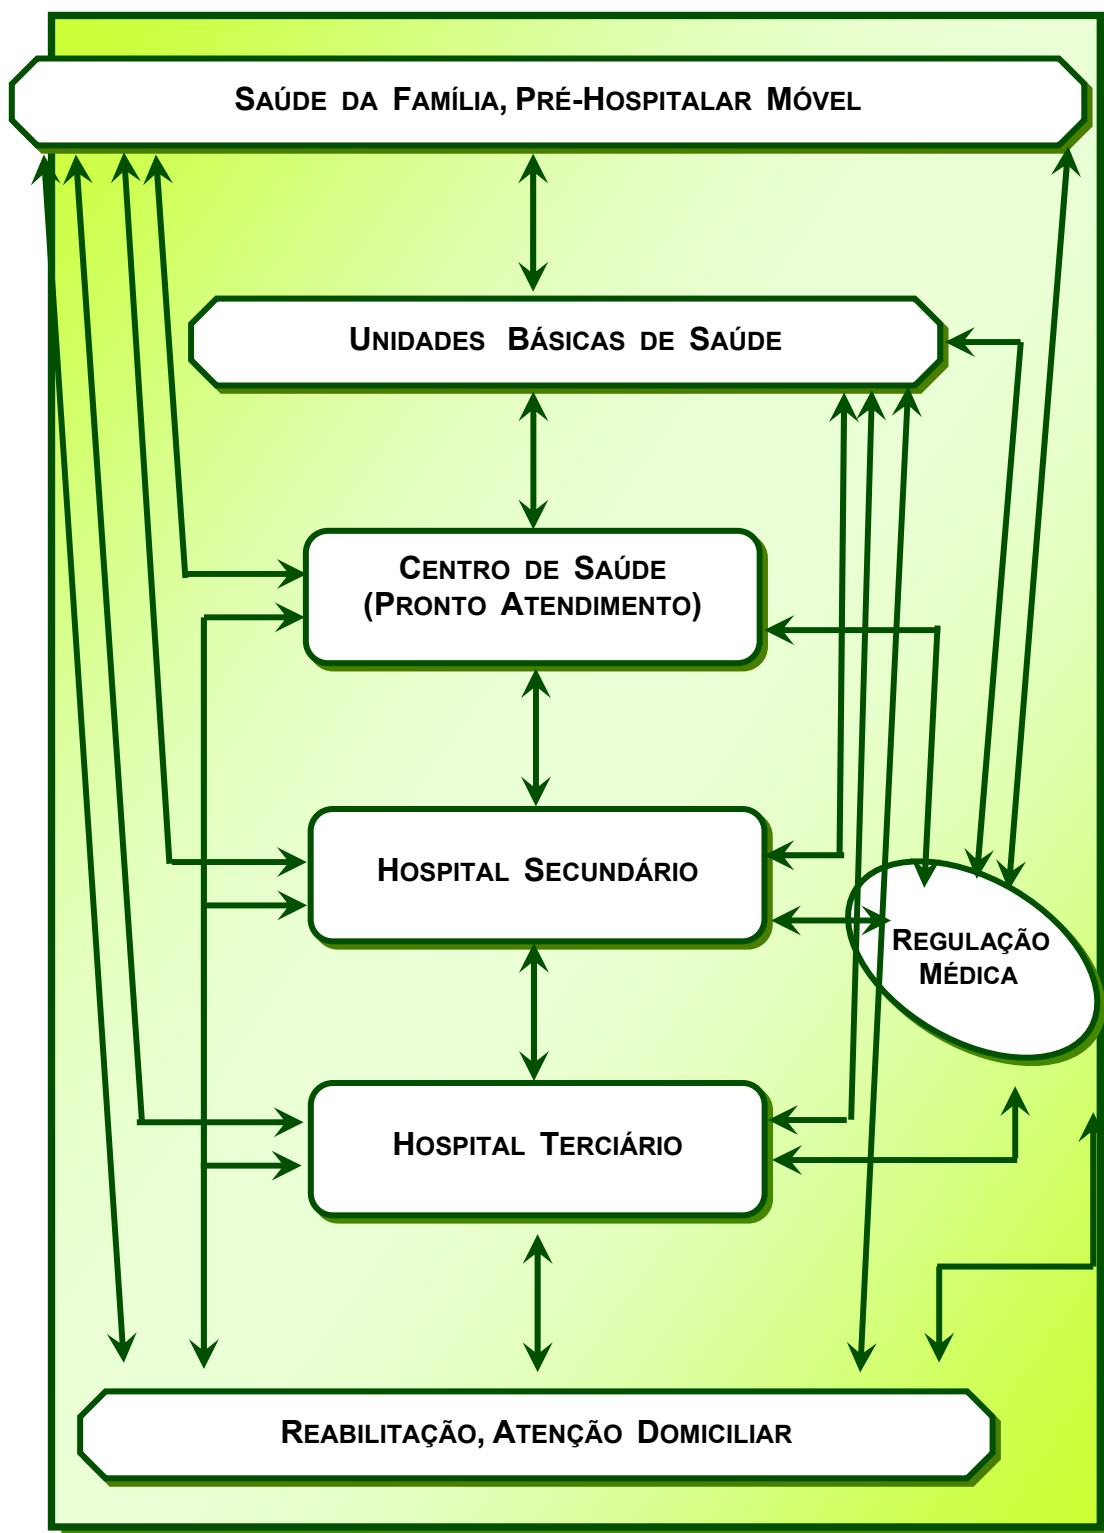 SAÚDE DA FAMÍLIA, PRÉ-HOSPITALAR MÓVEL
UNIDADES BÁSICAS DE SAÚDE
CENTRO DE SAÚDE
(PRONTO ATENDIMENTO)
HOSPITAL SECUNDÁRIO
REGULAÇÃO
MÉDICA
HOSPITAL TERCIÁRIO
REABILITAÇÃO, ATENÇÃO DOMICILIAR